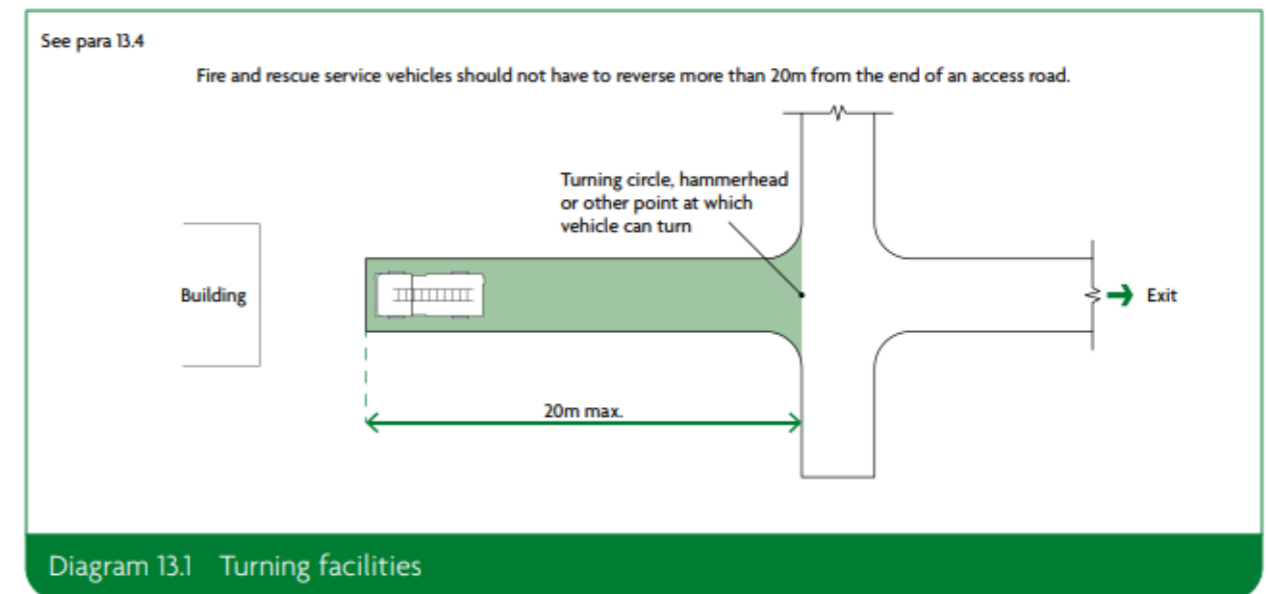 See para 13.4
Fire and rescue service vehicles should not have to reverse more than 20m from the end of an access road.
Turning circle, hammerhead
or other point at which
vehicle can turn
Building
Exit
20m max.
Diagram 13.1 Turning facilities